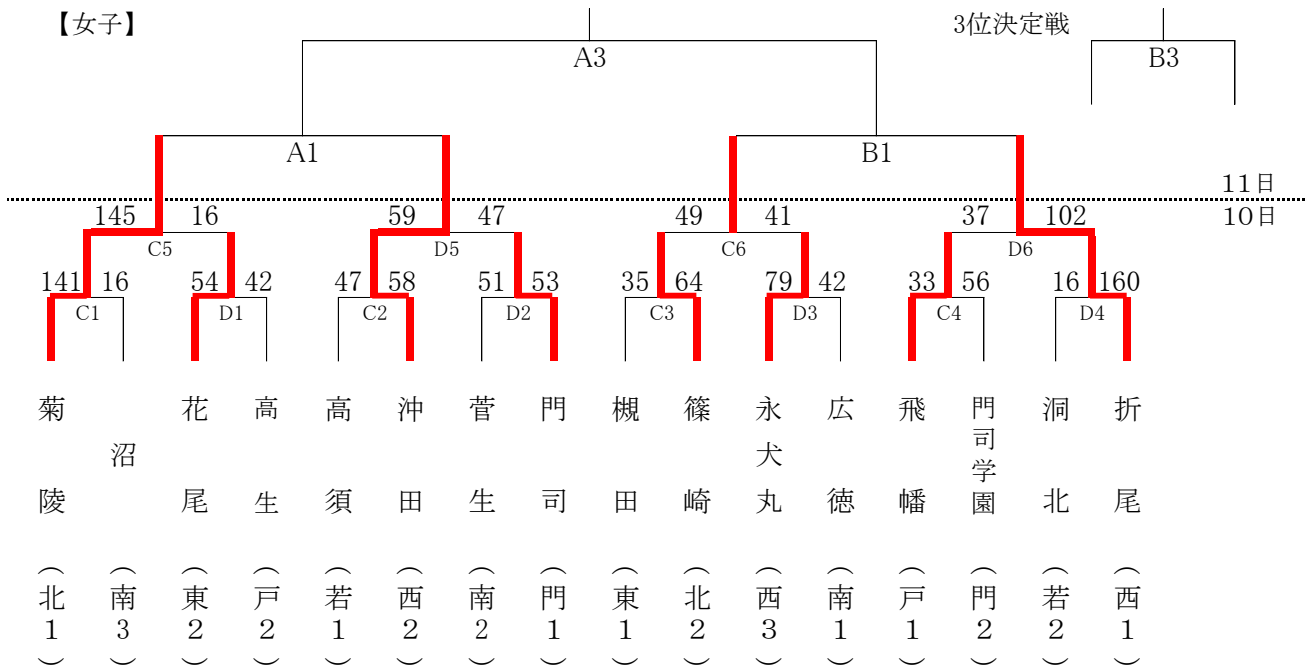 【女子】
3位決定戦
A3
B3
A1
B1
11日
10日
145 16 59 47 49 41 37 102
C5 D5 C6 D6
141 16 54 42 47 58 51 53 35 64 79 42 33 56 16 160
C1 D1 C2 D2 C3 D3 C4 D4
菊陵(北1)
沼(南3)
花尾(東2)
高生(戸2)
高須(若1)
沖田(西2)
菅生(南2)
門司(門1)
槻田(東1)
篠崎(北2)
永犬丸(西3)
広徳(南1)
飛幡(戸1)
門司学園(門2)
洞北(若2)
折尾(西1)